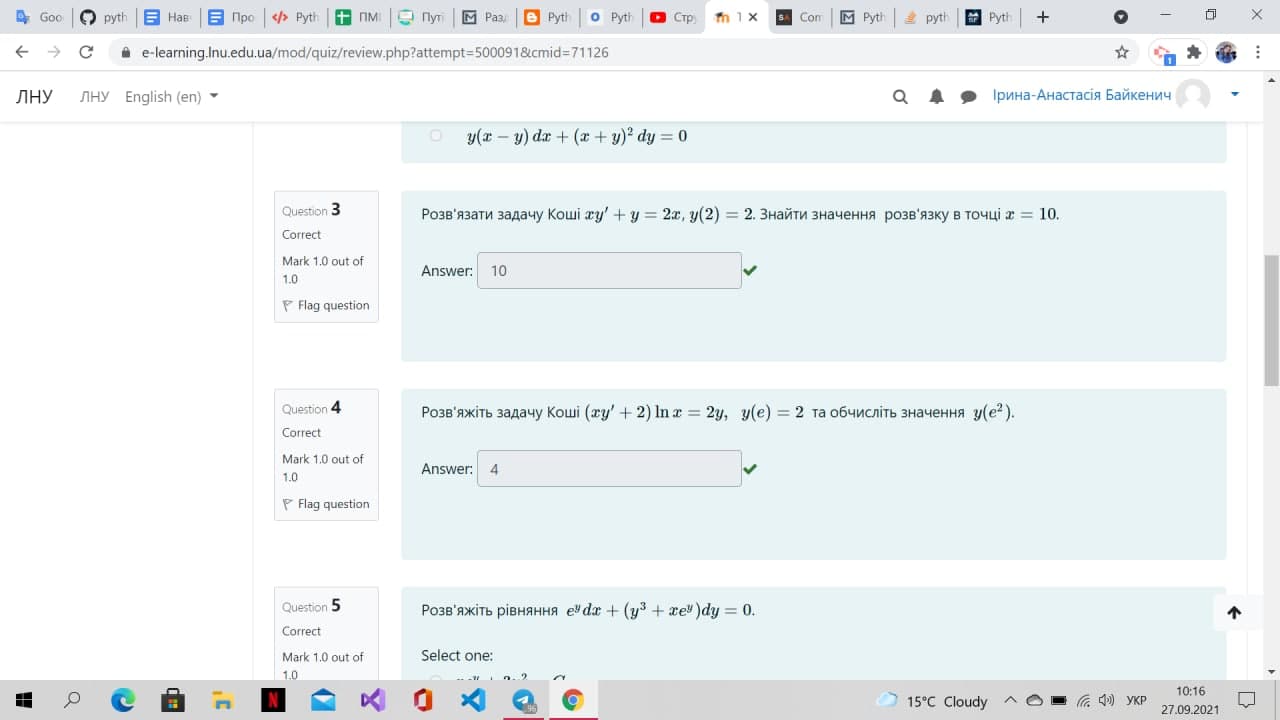 Goo
pyth
Нав
Про
Pyth
ПМ
Путі
Разд
Pyth
Pyth
Стру
Con
Pyth
pyth
Pyth
e-learning.lnu.edu.ua/mod/quiz/review.php?attempt=500091&cmid=71126
1
ЛНУ ЛНУ English (en) Ірина-Анастасія Байкенич
y(x − y) dx + (x + y)² dy = 0
Question 3
Correct
Mark 1.0 out of
1.0
Flag question
Розв'язати задачу Коші xy′ + y = 2x, y(2) = 2. Знайти значення розв'язку в точці x = 10.
Answer: 10
Question 4
Correct
Mark 1.0 out of
1.0
Flag question
Розв'яжіть задачу Коші (xy′ + 2) ln x = 2y, y(e) = 2 та обчисліть значення y(e²).
Answer: 4
Question 5
Correct
Mark 1.0 out of
1.0
Розв'яжіть рівняння e^y dx + (y³ + xe^y)dy = 0.
Select one:
15°C Cloudy УКР 10:16
27.09.2021